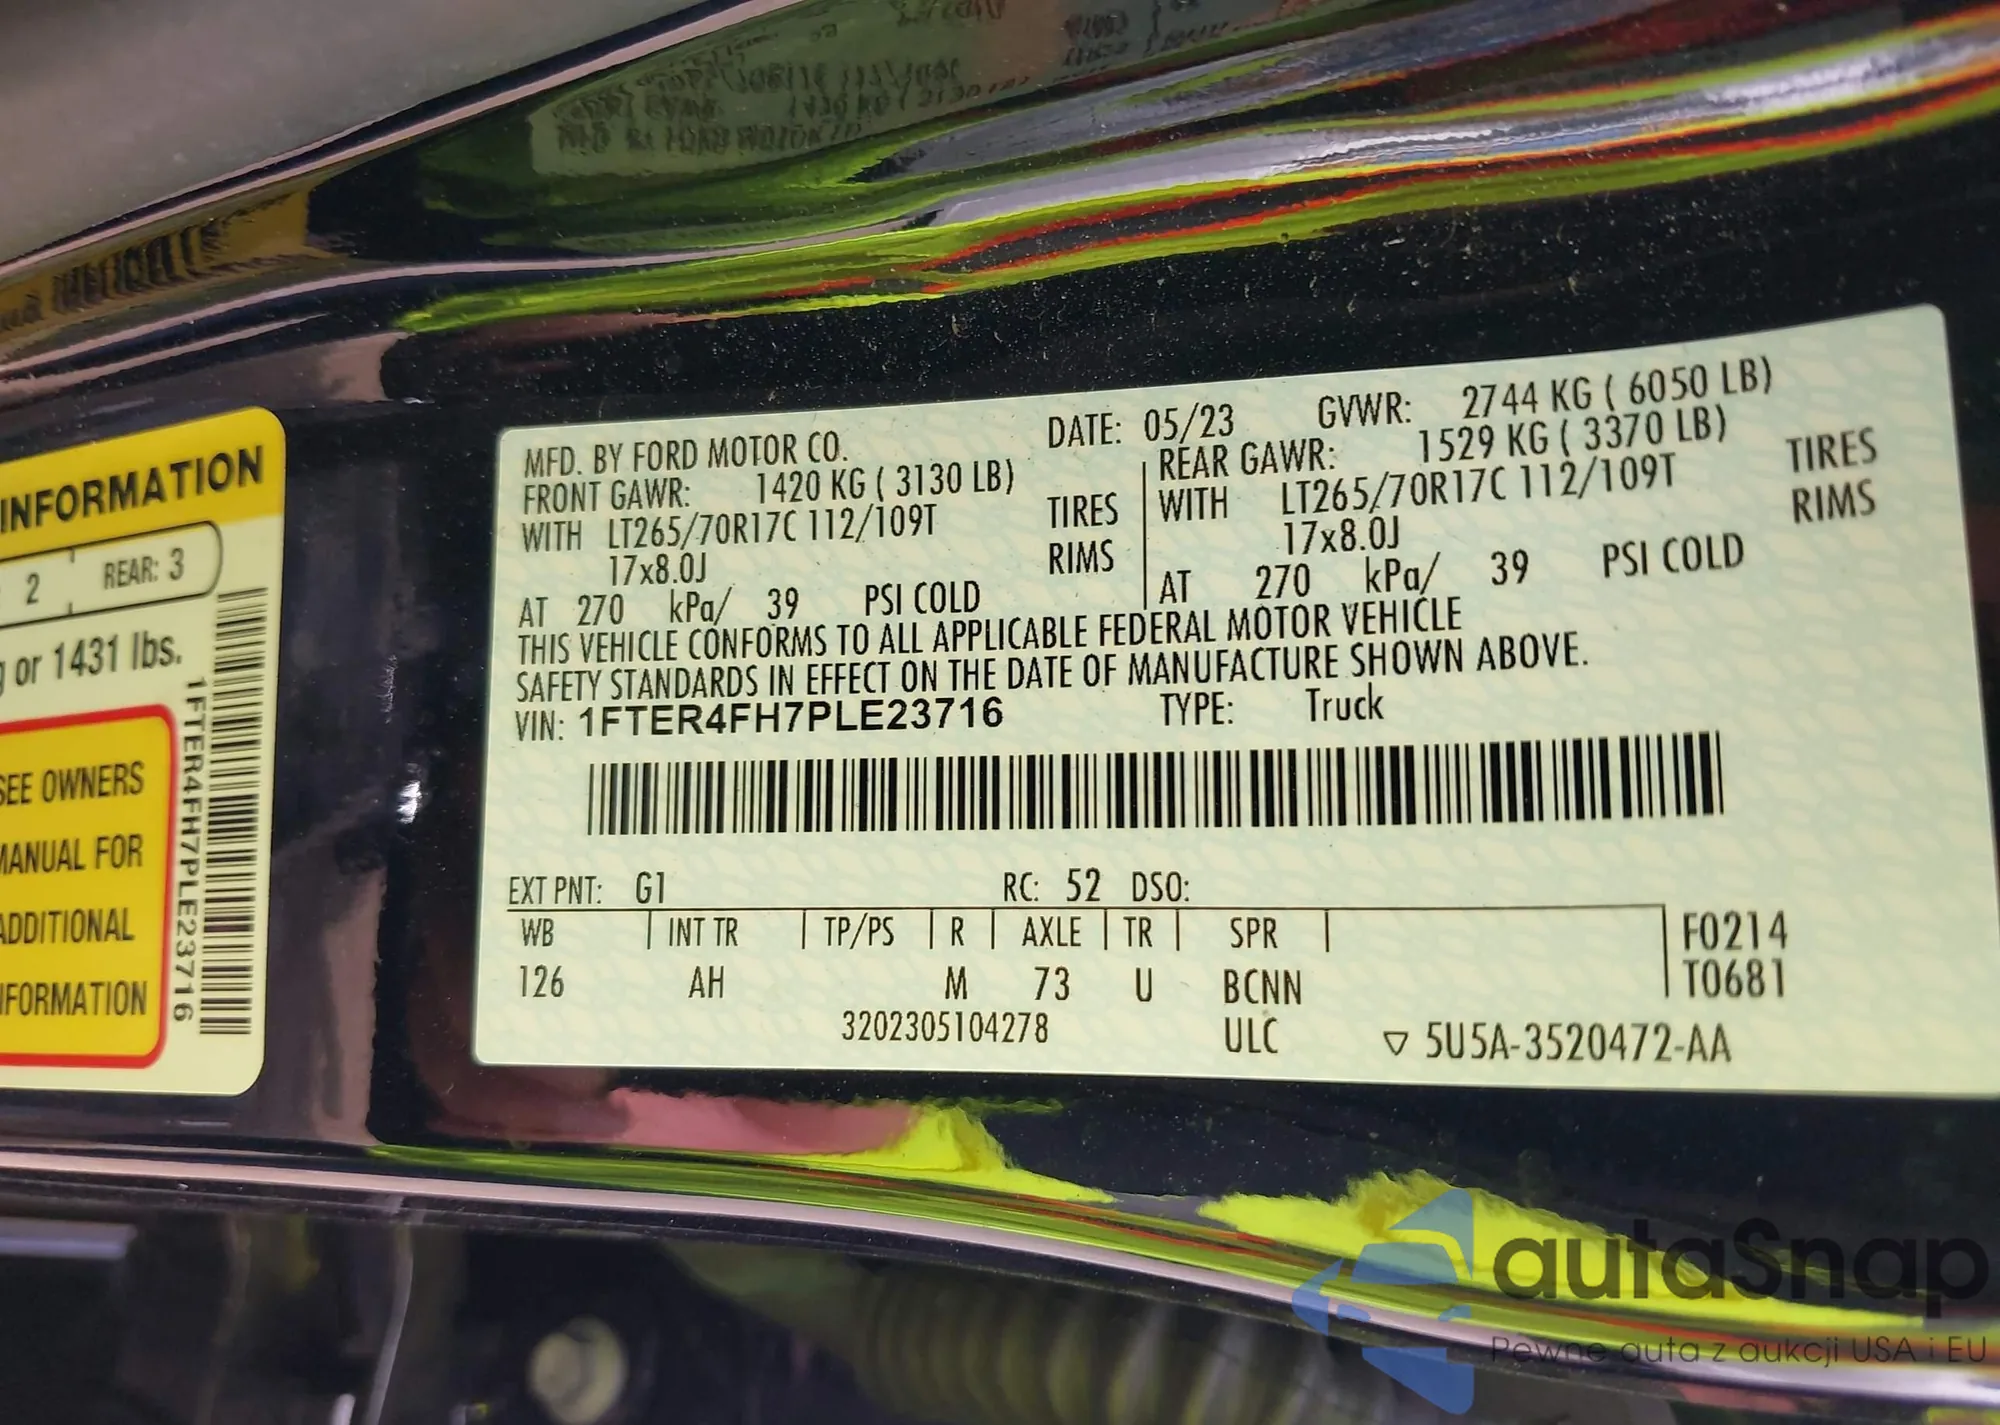 INFORMATION
2 REAR: 3
or 1431 lbs.
SEE OWNERS
MANUAL FOR
ADDITIONAL
INFORMATION
1FTER4FH7PLE23716
MFD. BY FORD MOTOR CO. DATE: 05/23 GVWR: 2744 KG ( 6050 LB)
FRONT GAWR: 1420 KG ( 3130 LB) REAR GAWR: 1529 KG ( 3370 LB)
WITH LT265/70R17C 112/109T TIRES WITH LT265/70R17C 112/109T TIRES
17x8.0J RIMS 17x8.0J RIMS
AT 270 kPa/ 39 PSI COLD AT 270 kPa/ 39 PSI COLD
THIS VEHICLE CONFORMS TO ALL APPLICABLE FEDERAL MOTOR VEHICLE
SAFETY STANDARDS IN EFFECT ON THE DATE OF MANUFACTURE SHOWN ABOVE.
VIN: 1FTER4FH7PLE23716 TYPE: Truck
EXT PNT: G1 RC: 52 DSO:
WB INT TR TP/PS R AXLE TR SPR F0214
126 AH M 73 U BCNN T0681
3202305104278 ULC ▽ 5U5A-3520472-AA
autaSnap
Pewne auta z aukcji USA i EU